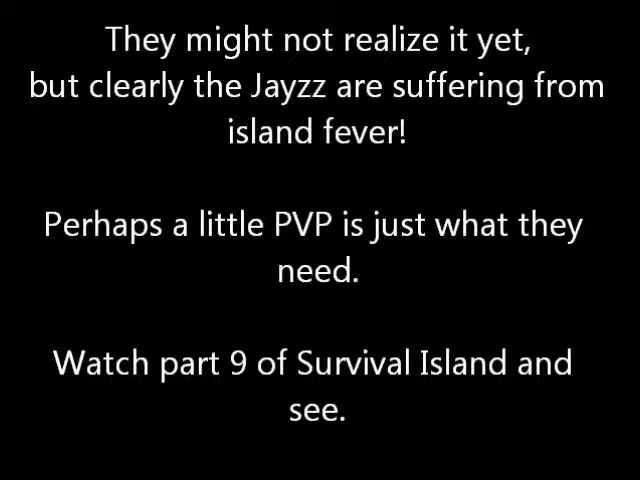 They might not realize it yet,
but clearly the Jayzz are suffering from
island fever!
Perhaps a little PVP is just what they
need.
Watch part 9 of Survival Island and
see.